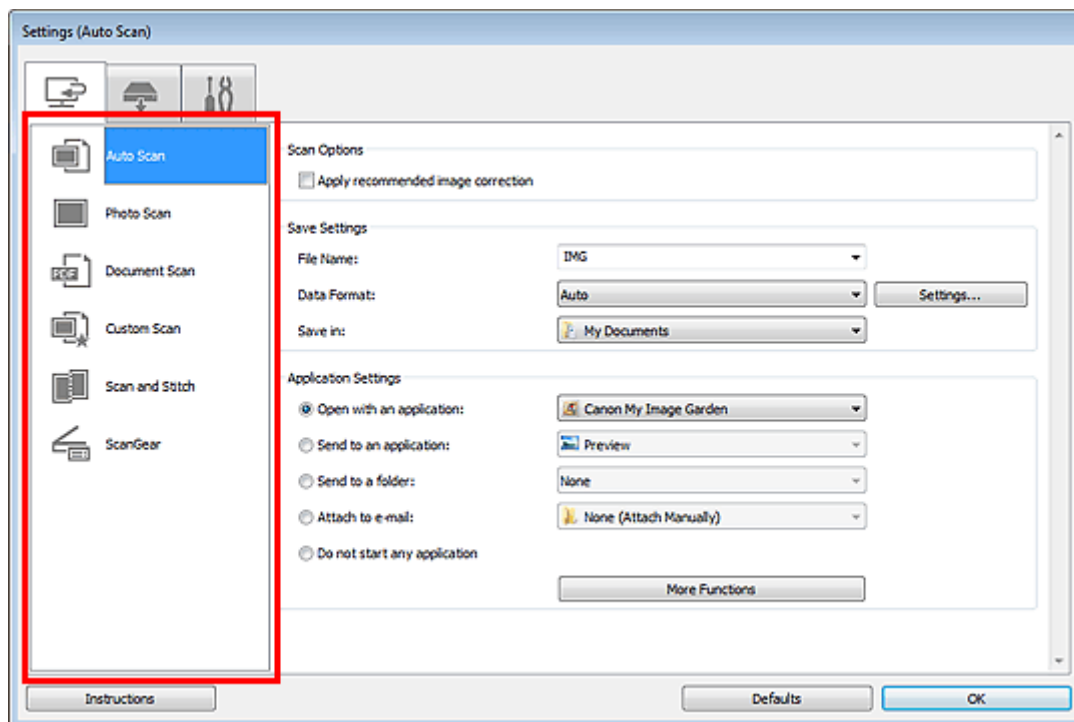 Settings (Auto Scan)
Auto Scan
Photo Scan
PDF
Document Scan
Custom Scan
Scan and Stitch
ScanGear
Scan Options
Apply recommended image correction
Save Settings
File Name: IMG
Data Format: Auto Settings...
Save in: My Documents
Application Settings
Open with an application: Canon My Image Garden
Send to an application: Preview
Send to a folder: None
Attach to e-mail: None (Attach Manually)
Do not start any application
More Functions
Instructions Defaults OK